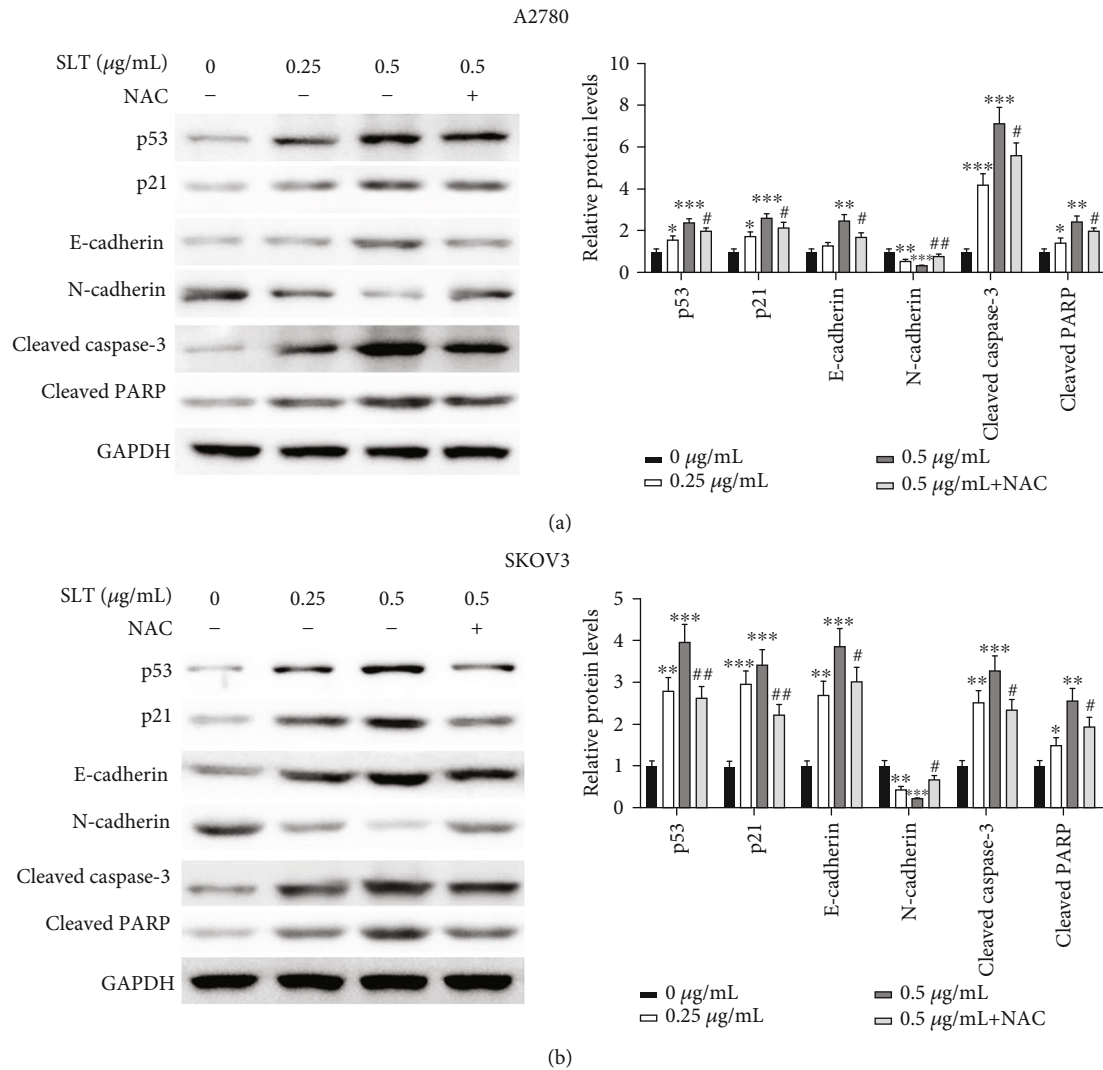 A2780
SLT (μg/mL) 0 0.25 0.5 0.5
NAC − − − +
p53
p21
E-cadherin
N-cadherin
Cleaved caspase-3
Cleaved PARP
GAPDH
Relative protein levels
10
8
6
4
2
0
* *** #
* *** #
** #
** *** ##
*** *** #
* ** #
p53 p21 E-cadherin N-cadherin Cleaved caspase-3 Cleaved PARP
0 μg/mL 0.5 μg/mL
0.25 μg/mL 0.5 μg/mL+NAC
(a)
SKOV3
SLT (μg/mL) 0 0.25 0.5 0.5
NAC − − − +
p53
p21
E-cadherin
N-cadherin
Cleaved caspase-3
Cleaved PARP
GAPDH
Relative protein levels
5
4
3
2
1
0
** *** ##
*** *** ##
** *** #
** *** #
** *** #
* ** #
p53 p21 E-cadherin N-cadherin Cleaved caspase-3 Cleaved PARP
0 μg/mL 0.5 μg/mL
0.25 μg/mL 0.5 μg/mL+NAC
(b)